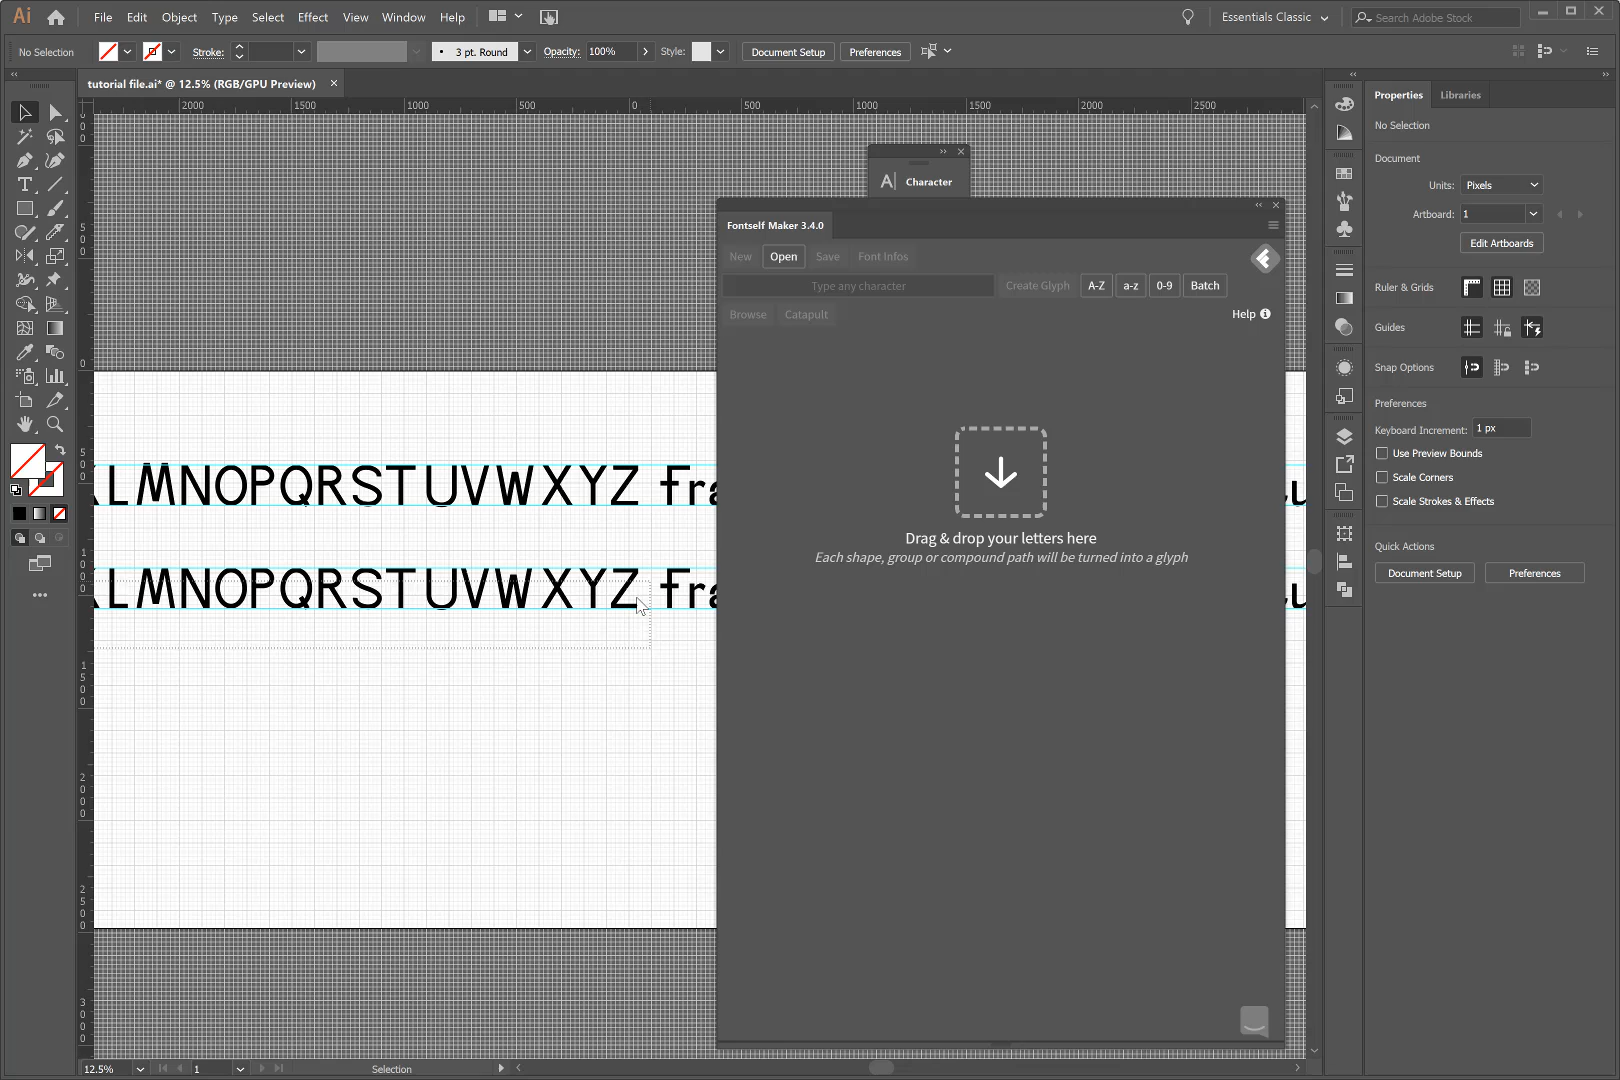 Ai File Edit Object Type Select Effect View Window Help Essentials Classic Search Adobe Stock
No Selection Stroke: 3 pt. Round Opacity: 100% Style: Document Setup Preferences
tutorial file.ai* @ 12.5% (RGB/GPU Preview)
2000 1500 1000 500 0 500 1000 1500 2000 2500
Character
Fontself Maker 3.4.0
New Open Save Font Infos
Type any character Create Glyph A-Z a-z 0-9 Batch
Browse Catapult Help
Drag & drop your letters here
Each shape, group or compound path will be turned into a glyph
LMNOPQRSTUVWXYZ
LMNOPQRSTUVWXYZ
Properties Libraries
No Selection
Document
Units: Pixels
Artboard: 1
Edit Artboards
Ruler & Grids
Guides
Snap Options
Preferences
Keyboard Increment: 1 px
Use Preview Bounds
Scale Corners
Scale Strokes & Effects
Quick Actions
Document Setup Preferences
12.5% 1 Selection